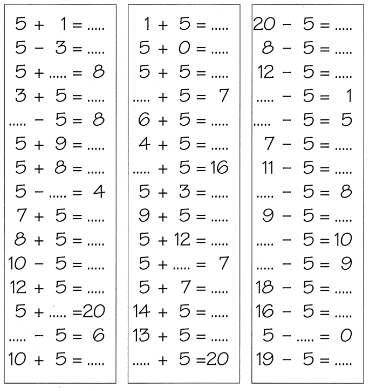 5 + 1 = .....
5 - 3 = .....
5 + ..... = 8
3 + 5 = .....
..... - 5 = 8
5 + 9 = .....
5 + 8 = .....
5 - ..... = 4
7 + 5 = .....
8 + 5 = .....
10 - 5 = .....
12 + 5 = .....
5 + ..... = 20
..... - 5 = 6
10 + 5 = .....
1 + 5 = .....
5 + 0 = .....
5 + 5 = .....
..... + 5 = 7
6 + 5 = .....
4 + 5 = .....
..... + 5 = 16
5 + 3 = .....
9 + 5 = .....
5 + 12 = .....
5 + ..... = 7
5 + 7 = .....
14 + 5 = .....
13 + 5 = .....
..... + 5 = 20
20 - 5 = .....
8 - 5 = .....
12 - 5 = .....
..... - 5 = 1
..... - 5 = 5
7 - 5 = .....
11 - 5 = .....
..... - 5 = 8
9 - 5 = .....
..... - 5 = 10
..... - 5 = 9
18 - 5 = .....
16 - 5 = .....
5 - ..... = 0
19 - 5 = .....